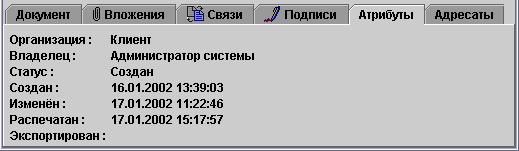 Документ Вложения Связи Подписи Атрибуты Адресаты
Организация : Клиент
Владелец : Администратор системы
Статус : Создан
Создан : 16.01.2002 13:39:03
Изменён : 17.01.2002 11:22:46
Распечатан : 17.01.2002 15:17:57
Экспортирован :